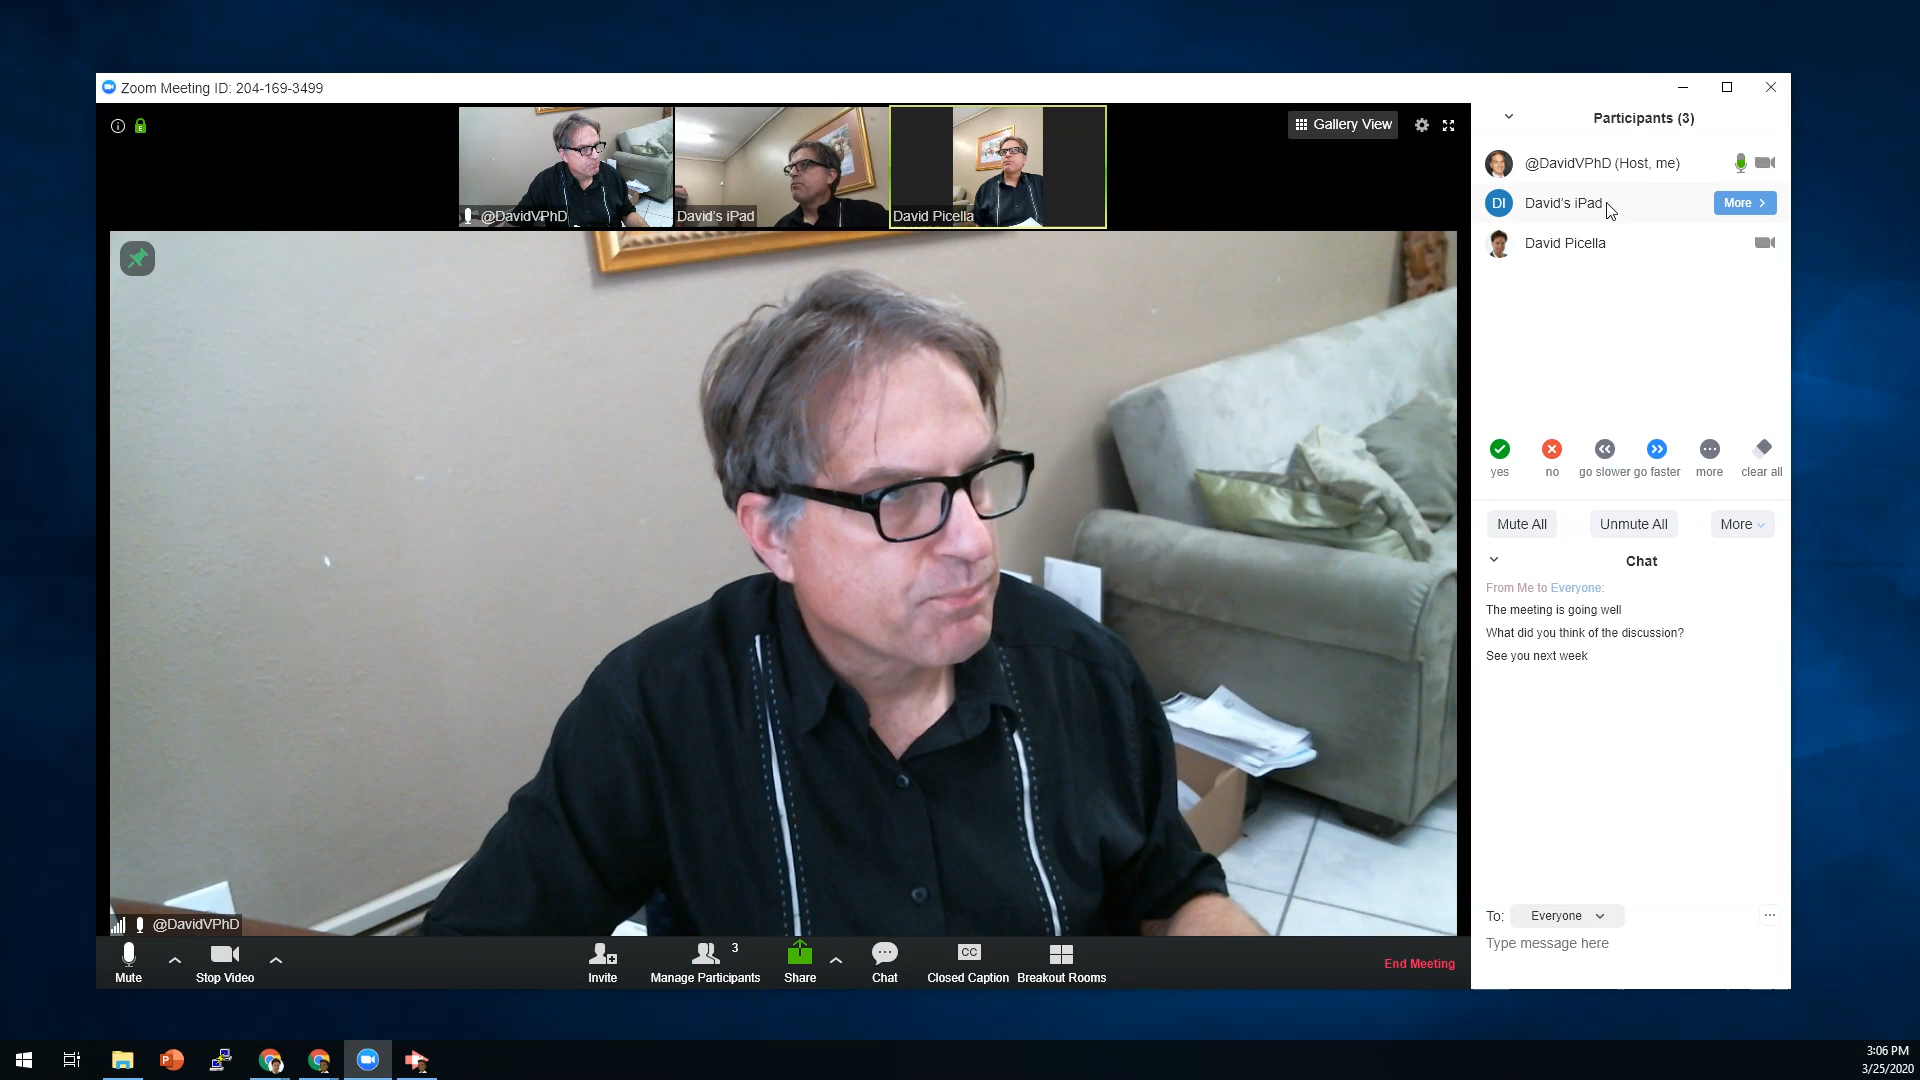 Zoom Meeting ID: 204-169-3499
Gallery View
@DavidVPhD
David's iPad
David Picella
Participants (3)
@DavidVPhD (Host, me)
DI
David's iPad
More
David Picella
yes
no
go slower
go faster
more
clear all
Mute All
Unmute All
More
Chat
From Me to Everyone:
The meeting is going well
What did you think of the discussion?
See you next week
To:
Everyone
Type message here
@DavidVPhD
Mute
Stop Video
Invite
3
Manage Participants
Share
Chat
CC
Closed Caption
Breakout Rooms
End Meeting
3:06 PM
3/25/2020